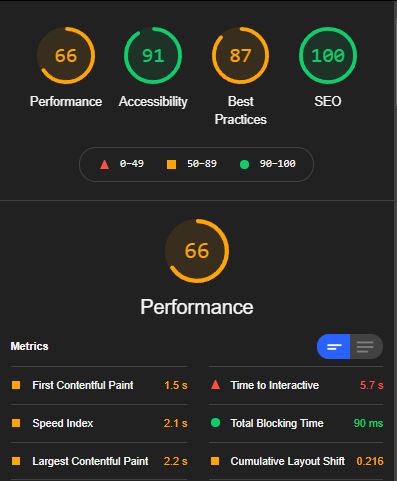 66 91 87 100
Performance Accessibility Best Practices SEO
0–49 50–89 90–100
66
Performance
Metrics
First Contentful Paint 1.5 s
Time to Interactive 5.7 s
Speed Index 2.1 s
Total Blocking Time 90 ms
Largest Contentful Paint 2.2 s
Cumulative Layout Shift 0.216